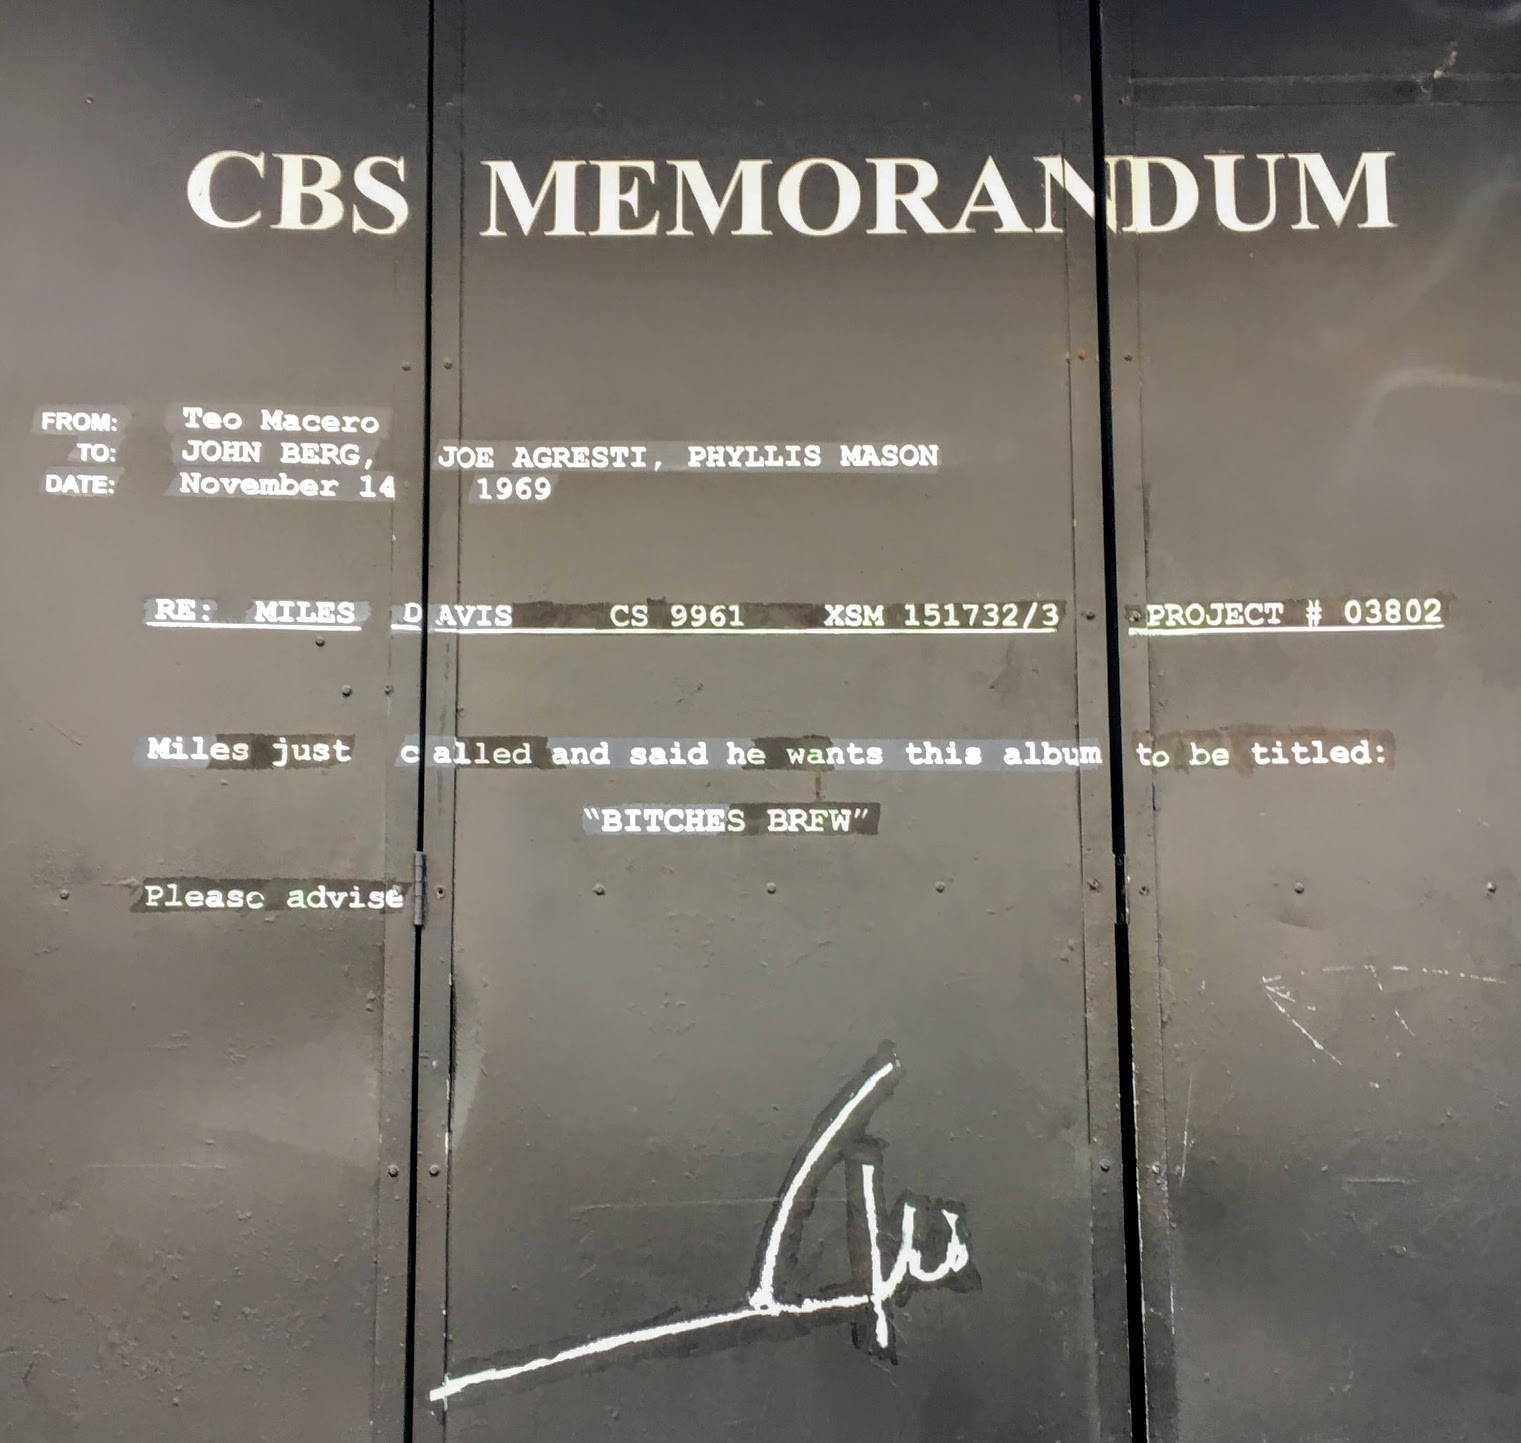 CBS MEMORANDUM
FROM: Teo Macero
TO: JOHN BERG, JOE AGRESTI, PHYLLIS MASON
DATE: November 14 1969
RE: MILES DAVIS CS 9961 XSM 151732/3 PROJECT # 03802
Miles just called and said he wants this album to be titled:
"BITCHES BREW"
Please advise
Teo